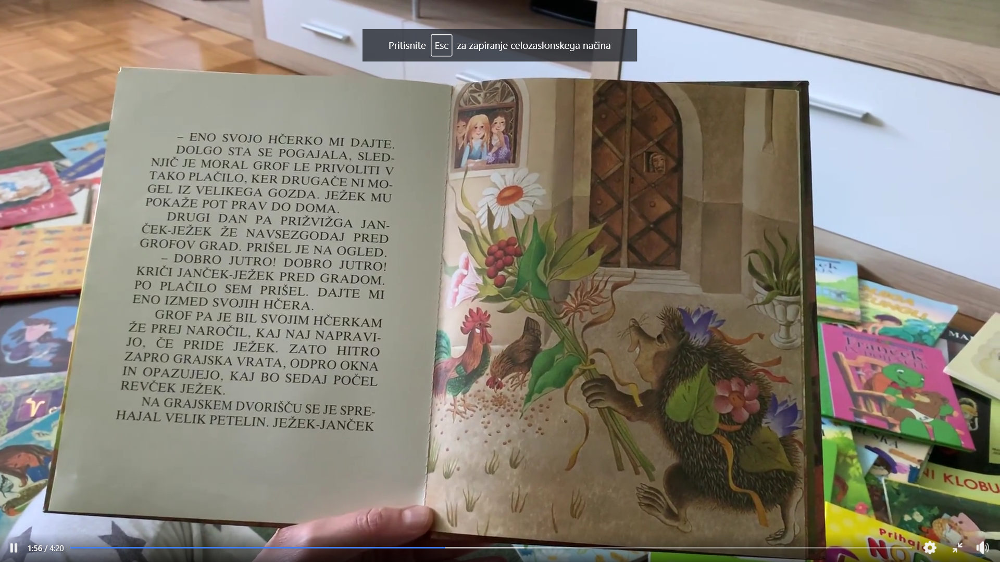 Pritisnite Esc za zapiranje celozaslonskega načina
– ENO SVOJO HČERKO MI DAJTE.
DOLGO STA SE POGAJALA, SLED-
NJIČ JE MORAL GROF LE PRIVOLITI V
TAKO PLAČILO, KER DRUGAČE NI MO-
GEL IZ VELIKEGA GOZDA. JEŽEK MU
POKAŽE POT PRAV DO DOMA.
DRUGI DAN PA PRIŽVIŽGA JAN-
ČEK-JEŽEK ŽE NAVSEZGODAJ PRED
GROFOV GRAD. PRIŠEL JE NA OGLED.
– DOBRO JUTRO! DOBRO JUTRO!
KRIČI JANČEK-JEŽEK PRED GRADOM.
PO PLAČILO SEM PRIŠEL. DAJTE MI
ENO IZMED SVOJIH HČERA.
GROF PA JE BIL SVOJIM HČERKAM
ŽE PREJ NAROČIL, KAJ NAJ NAPRAVI-
JO, ČE PRIDE JEŽEK. ZATO HITRO
ZAPRO GRAJSKA VRATA, ODPRO OKNA
IN OPAZUJEJO, KAJ BO SEDAJ POČEL
REVČEK JEŽEK.
NA GRAJSKEM DVORIŠČU SE JE SPRE-
HAJAL VELIK PETELIN. JEŽEK-JANČEK
Franček
NI KLOBU
Prihaja
1:56 / 4:20